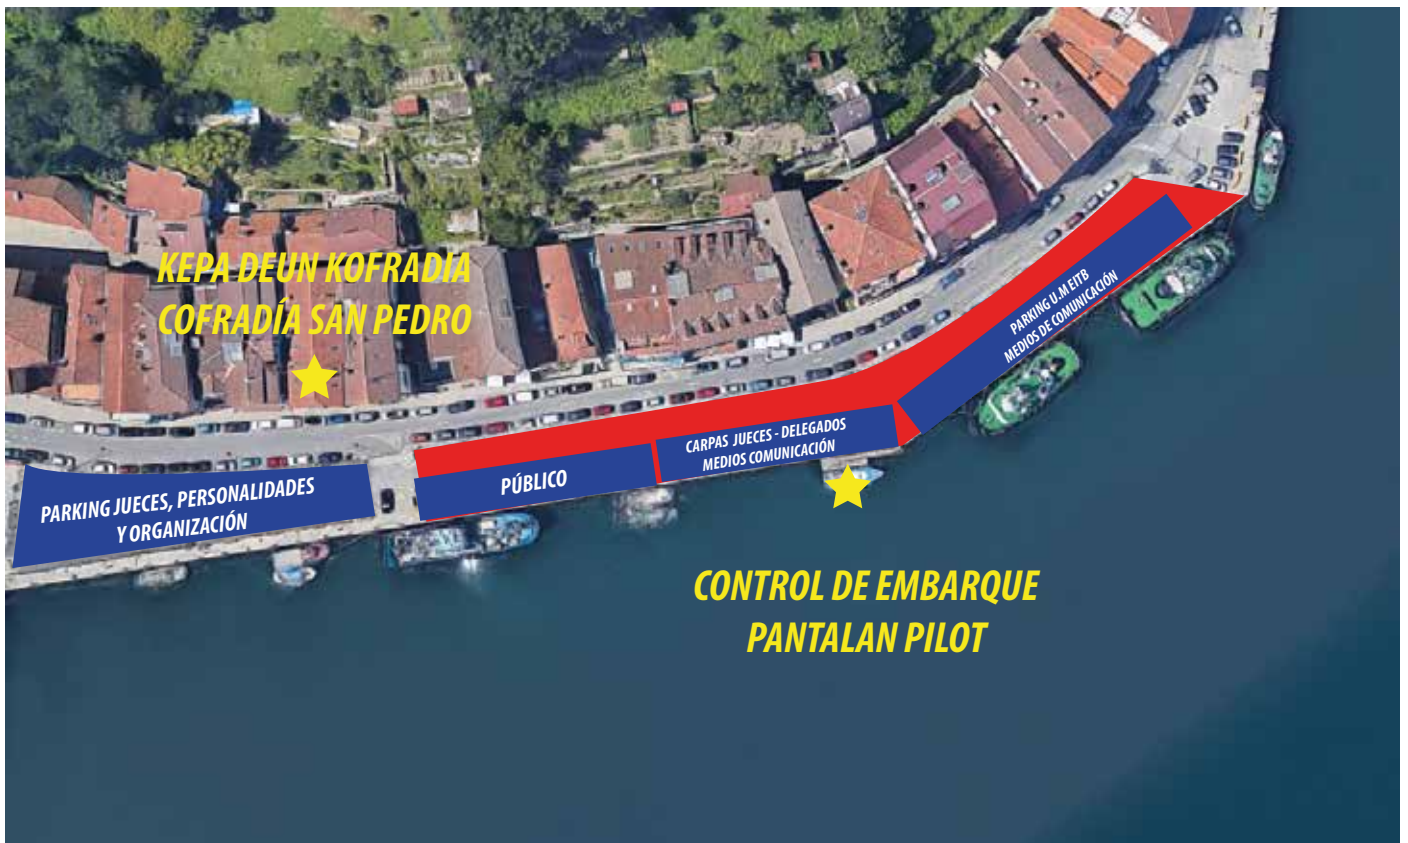 KEPA DEUN KOFRADIA
COFRADÍA SAN PEDRO
PARKING U.M EITB
MEDIOS DE COMUNICACIÓN
CARPAS JUECES - DELEGADOS
MEDIOS COMUNICACIÓN
PÚBLICO
PARKING JUECES, PERSONALIDADES
Y ORGANIZACIÓN
CONTROL DE EMBARQUE
PANTALAN PILOT